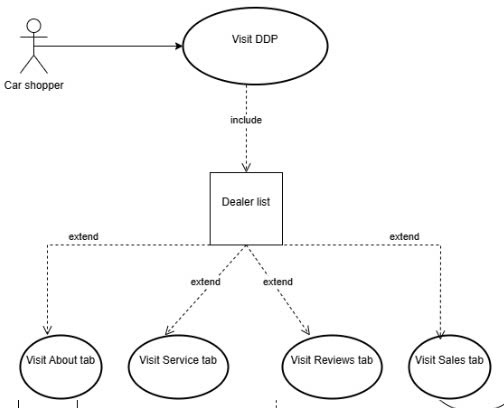 Visit DDP
Car shopper
include
Dealer list
extend
extend
extend
extend
Visit About tab
Visit Service tab
Visit Reviews tab
Visit Sales tab